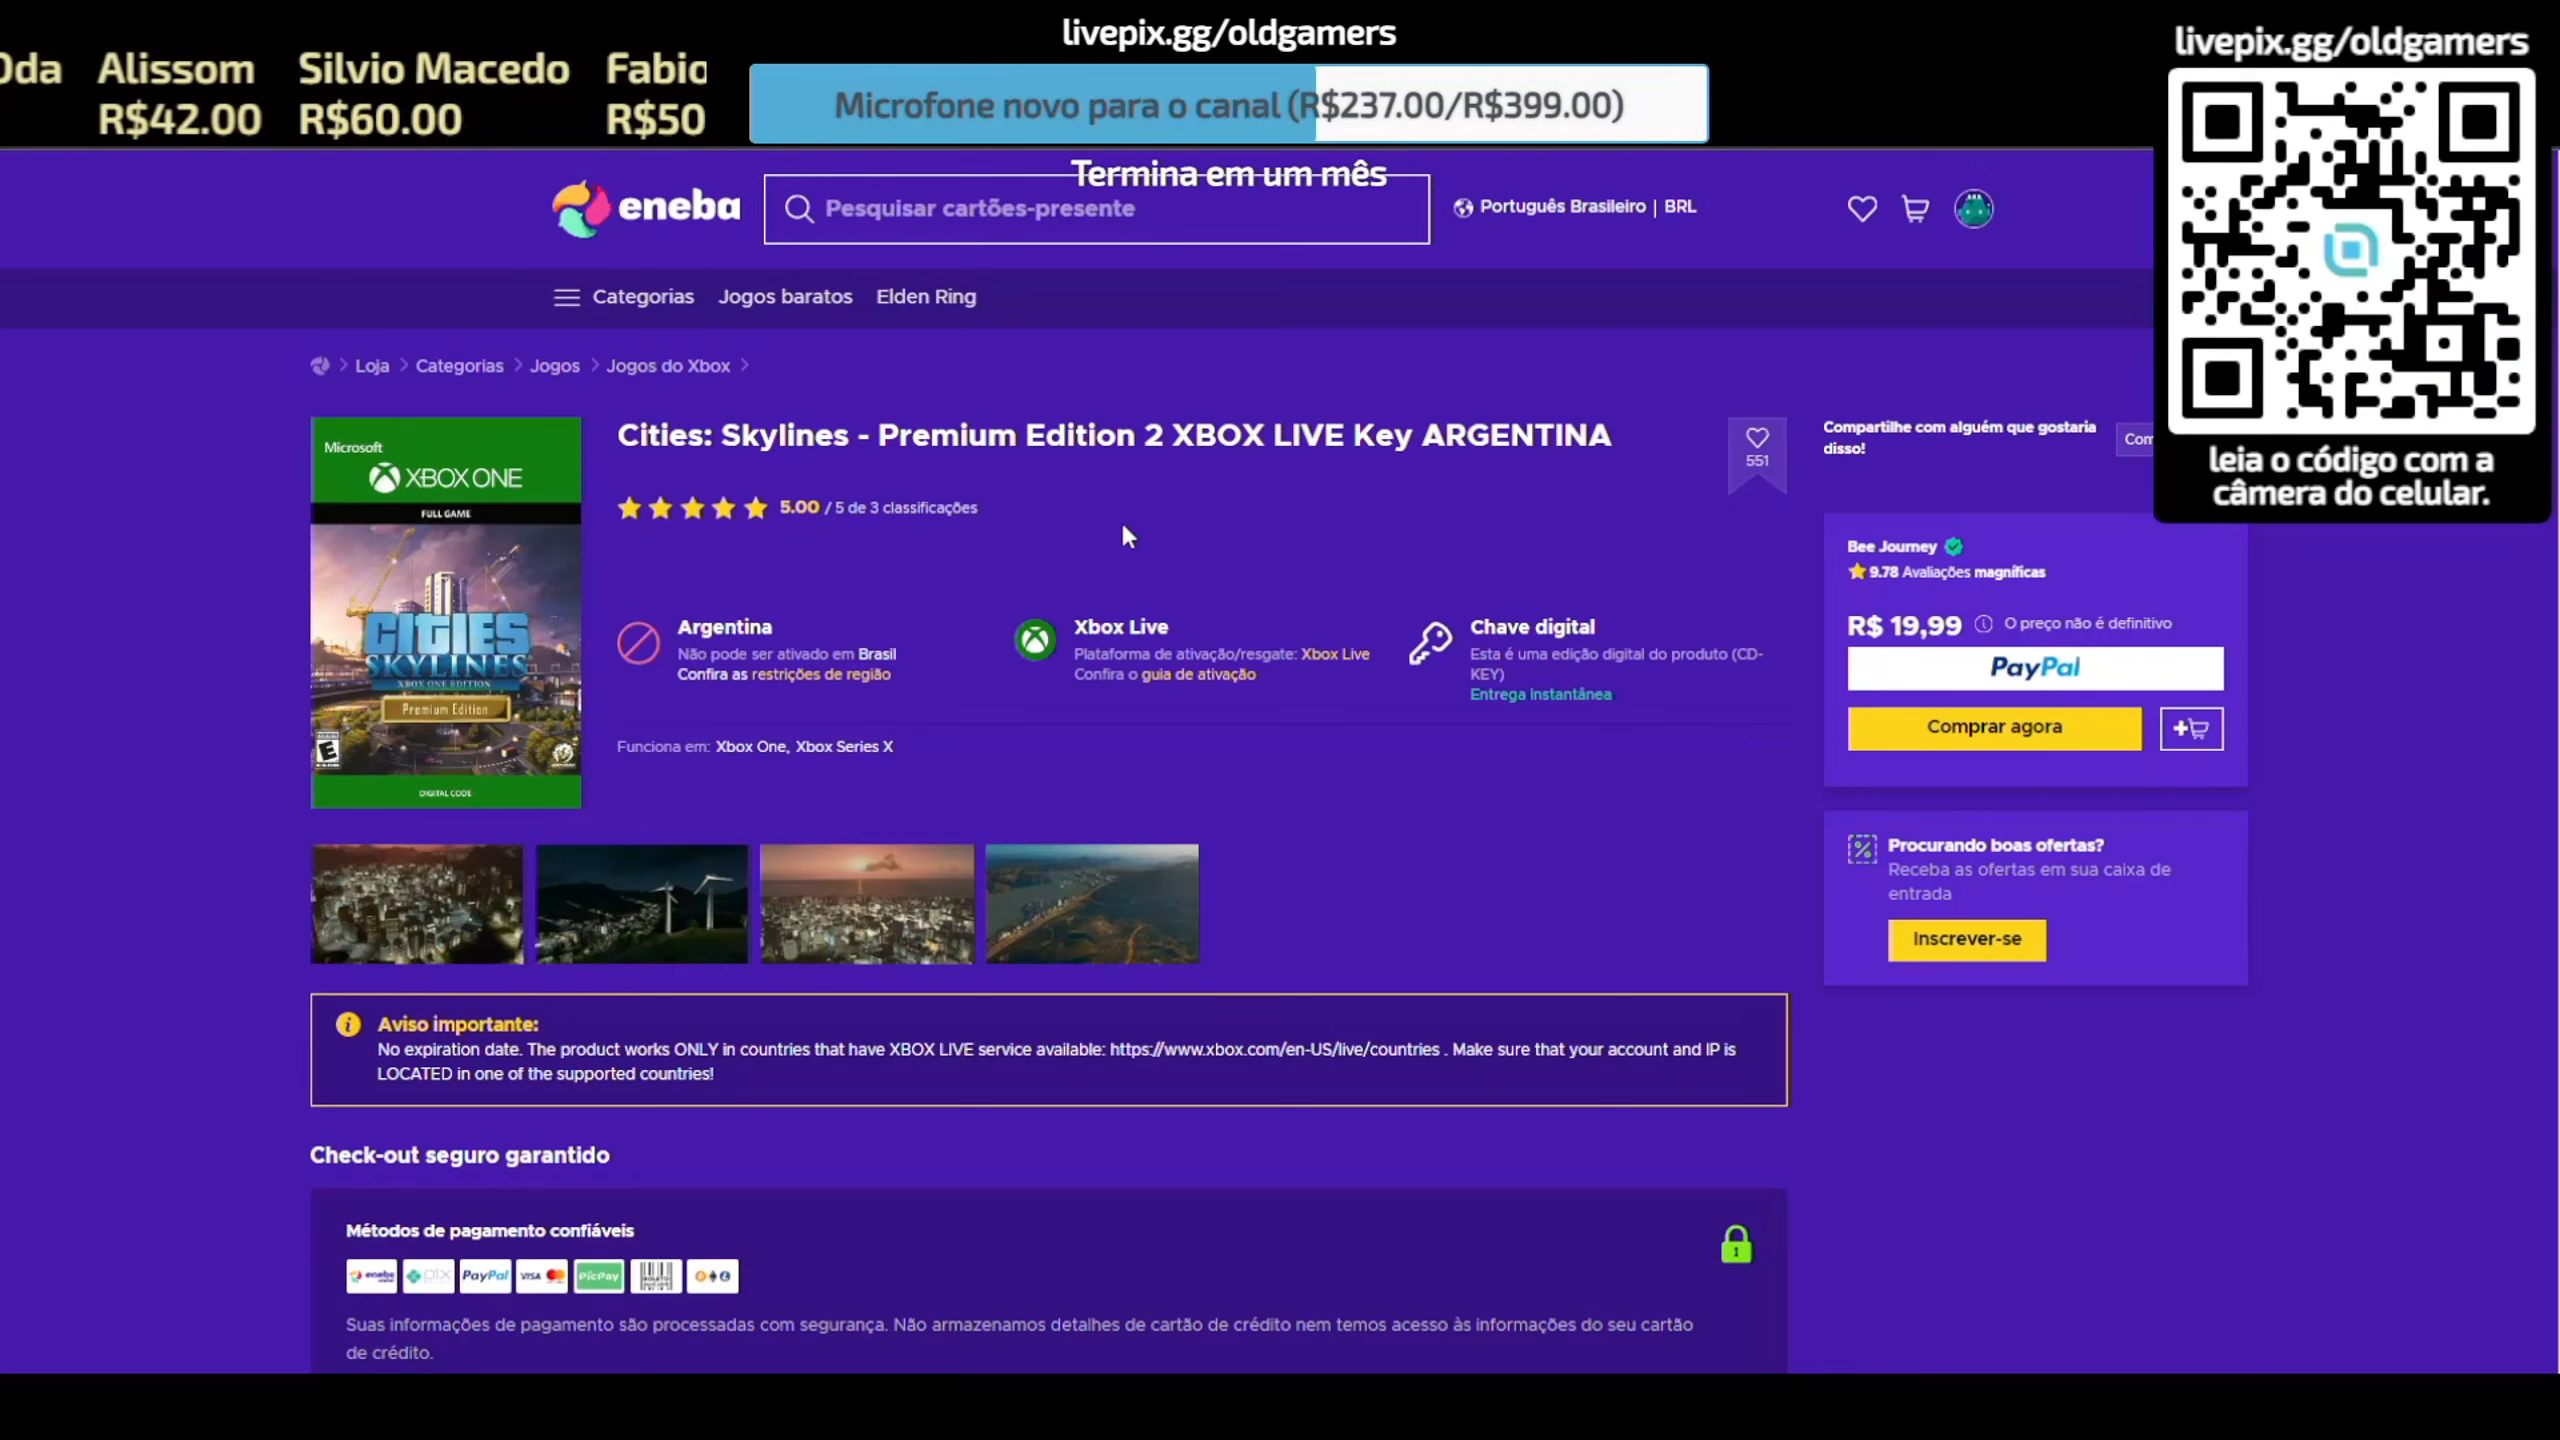 livepix.gg/oldgamers
Oda
Alissom
R$42.00
Silvio Macedo
R$60.00
Fabio
R$50
Microfone novo para o canal (R$237.00/R$399.00)
Termina em um mês
livepix.gg/oldgamers
leia o código com a
câmera do celular.
eneba
Pesquisar cartões-presente
Português Brasileiro | BRL
Categorias
Jogos baratos
Elden Ring
Loja
Categorias
Jogos
Jogos do Xbox
Microsoft
XBOX ONE
FULL GAME
CITIES
SKYLINES
XBOX ONE EDITION
Premium Edition
E
DIGITAL CODE
Cities: Skylines - Premium Edition 2 XBOX LIVE Key ARGENTINA
551
5.00 / 5 de 3 classificações
Argentina
Não pode ser ativado em Brasil
Confira as restrições de região
Xbox Live
Plataforma de ativação/resgate: Xbox Live
Confira o guia de ativação
Chave digital
Esta é uma edição digital do produto (CD-
KEY)
Entrega instantânea
Funciona em: Xbox One, Xbox Series X
Compartilhe com alguém que gostaria
disso!
Com
Bee Journey
9.78 Avaliações magníficas
R$ 19,99
O preço não é definitivo
PayPal
Comprar agora
Procurando boas ofertas?
Receba as ofertas em sua caixa de
entrada
Inscrever-se
Aviso importante:
No expiration date. The product works ONLY in countries that have XBOX LIVE service available: https://www.xbox.com/en-US/live/countries . Make sure that your account and IP is
LOCATED in one of the supported countries!
Check-out seguro garantido
Métodos de pagamento confiáveis
eneba
pix
PayPal
VISA
PicPay
BOLETO
Suas informações de pagamento são processadas com segurança. Não armazenamos detalhes de cartão de crédito nem temos acesso às informações do seu cartão
de crédito.